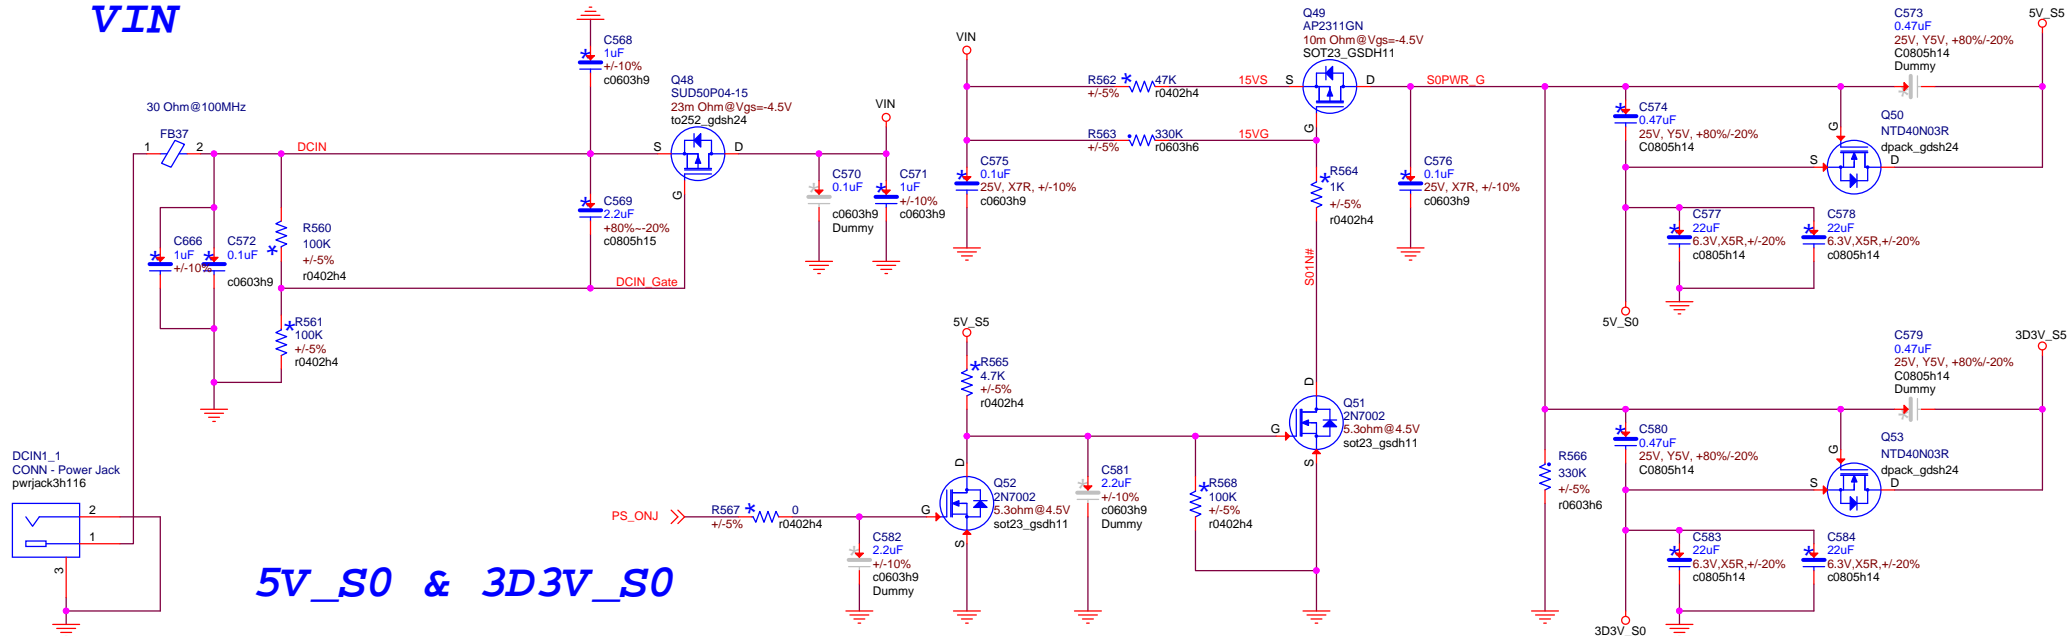 VIN
30 Ohm@100MHz
FB37
1
2
DCIN
C568
1uF
+/-10%
c0603h9
Q48
SUD50P04-15
23m Ohm@Vgs=-4.5V
to252_gdsh24
S
D
G
VIN
C569
2.2uF
+80%~-20%
c0805h15
C570
0.1uF
c0603h9
Dummy
C571
1uF
+/-10%
c0603h9
C666
1uF
+/-10%
C572
0.1uF
c0603h9
R560
100K
+/-5%
r0402h4
DCIN_Gate
R561
100K
+/-5%
r0402h4
DCIN1_1
CONN - Power Jack
pwrjack3h116
2
1
3
5V_S0 & 3D3V_S0
VIN
R562
+/-5%
47K
r0402h4
15VS
R563
+/-5%
330K
r0603h6
15VG
Q49
AP2311GN
10m Ohm@Vgs=-4.5V
SOT23_GSDH11
S
D
G
S0PWR_G
C575
0.1uF
25V, X7R, +/-10%
c0603h9
R564
1K
+/-5%
r0402h4
C576
0.1uF
25V, X7R, +/-10%
c0603h9
S01N#
5V_S5
R565
4.7K
+/-5%
r0402h4
D
Q51
2N7002
5.3ohm@4.5V
sot23_gsdh11
G
S
PS_ONJ
R567
+/-5%
0
r0402h4
D
G
S
Q52
2N7002
5.3ohm@4.5V
sot23_gsdh11
C581
2.2uF
+/-10%
c0603h9
Dummy
R568
100K
+/-5%
r0402h4
C582
2.2uF
+/-10%
c0603h9
Dummy
C573
0.47uF
25V, Y5V, +80%/-20%
C0805h14
Dummy
5V_S5
C574
0.47uF
25V, Y5V, +80%/-20%
C0805h14
Q50
NTD40N03R
dpack_gdsh24
G
S
D
C577
22uF
6.3V,X5R,+/-20%
c0805h14
C578
22uF
6.3V,X5R,+/-20%
c0805h14
5V_S0
C579
0.47uF
25V, Y5V, +80%/-20%
C0805h14
Dummy
3D3V_S5
C580
0.47uF
25V, Y5V, +80%/-20%
C0805h14
Q53
NTD40N03R
dpack_gdsh24
G
S
D
R566
330K
+/-5%
r0603h6
C583
22uF
6.3V,X5R,+/-20%
c0805h14
C584
22uF
6.3V,X5R,+/-20%
c0805h14
3D3V_S0